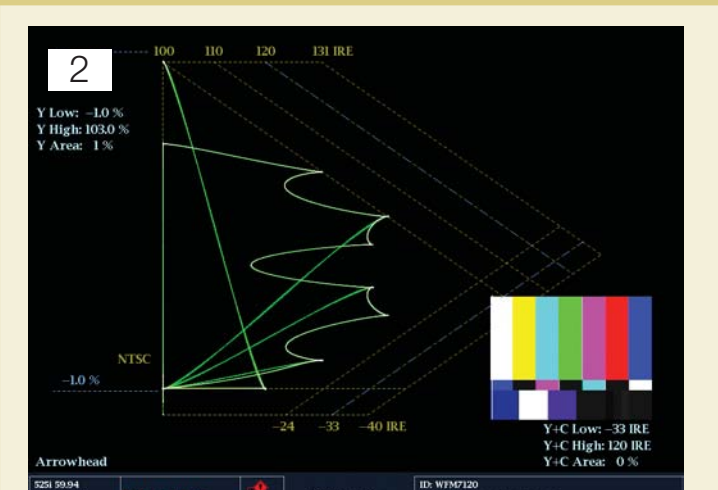 2
100 110 120 131 IRE
Y Low: –1.0 %
Y High: 103.0 %
Y Area: 1 %
NTSC
–1.0 %
–24 –33 –40 IRE
Y+C Low: –33 IRE
Y+C High: 120 IRE
Y+C Area: 0 %
Arrowhead
525i 59.94
ID: WFM7120